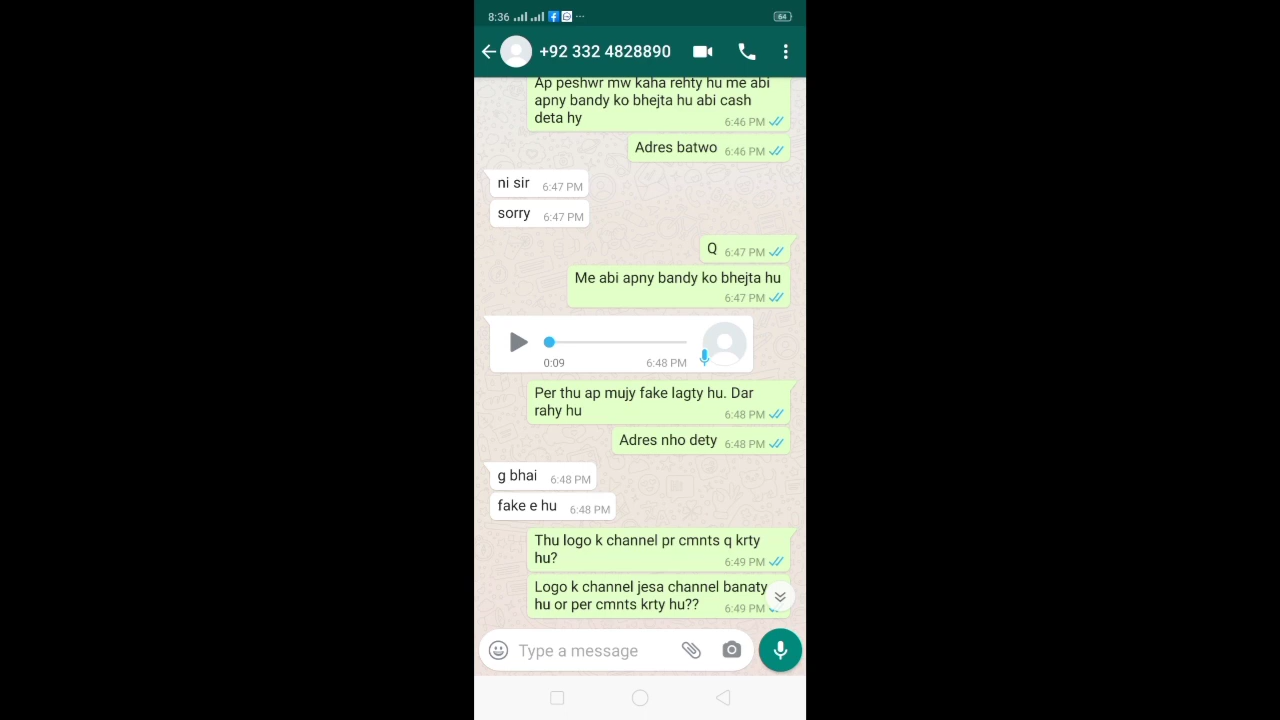 8:36
64
+92 332 4828890
Ap peshwr mw kaha rehty hu me abi
apny bandy ko bhejta hu abi cash
deta hy
6:46 PM
Adres batwo 6:46 PM
ni sir 6:47 PM
sorry 6:47 PM
Q 6:47 PM
Me abi apny bandy ko bhejta hu
6:47 PM
0:09 6:48 PM
Per thu ap mujy fake lagty hu. Dar
rahy hu 6:48 PM
Adres nho dety 6:48 PM
g bhai 6:48 PM
fake e hu 6:48 PM
Thu logo k channel pr cmnts q krty
hu? 6:49 PM
Logo k channel jesa channel banaty
hu or per cmnts krty hu?? 6:49 PM
Type a message